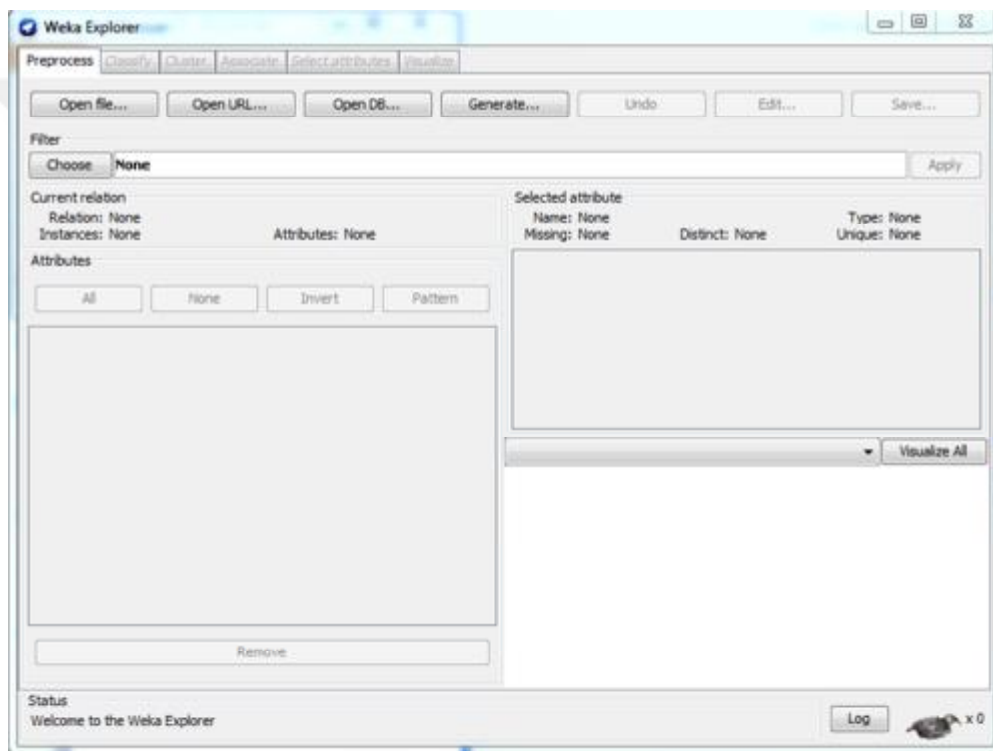 Weka Explorer
Preprocess Classify Cluster Associate Select attributes Visualize
Open file... Open URL... Open DB... Generate... Undo Edit... Save...
Filter
Choose None Apply
Current relation
Relation: None
Instances: None Attributes: None
Selected attribute
Name: None Type: None
Missing: None Distinct: None Unique: None
Attributes
All None Invert Pattern
Visualize All
Remove
Status
Welcome to the Weka Explorer
Log x 0